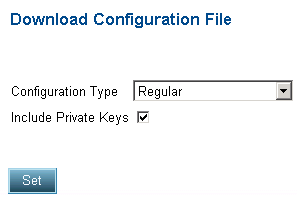 Download Configuration File
Configuration Type Regular
Include Private Keys
Set